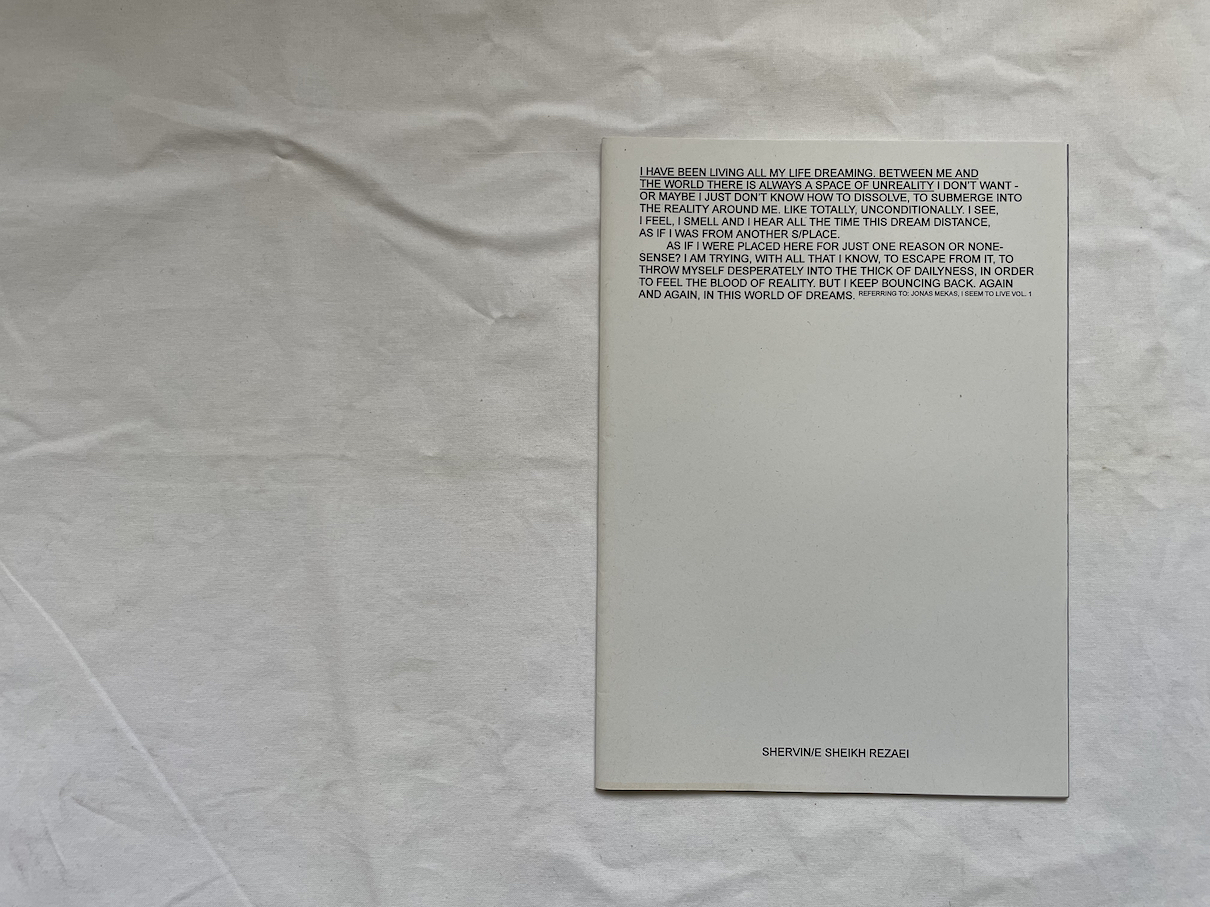 I HAVE BEEN LIVING ALL MY LIFE DREAMING. BETWEEN ME AND
THE WORLD THERE IS ALWAYS A SPACE OF UNREALITY I DON'T WANT -
OR MAYBE I JUST DON'T KNOW HOW TO DISSOLVE, TO SUBMERGE INTO
THE REALITY AROUND ME. LIKE TOTALLY, UNCONDITIONALLY. I SEE,
I FEEL, I SMELL AND I HEAR ALL THE TIME THIS DREAM DISTANCE,
AS IF I WAS FROM ANOTHER S/PLACE.
AS IF I WERE PLACED HERE FOR JUST ONE REASON OR NONE-
SENSE? I AM TRYING, WITH ALL THAT I KNOW, TO ESCAPE FROM IT, TO
THROW MYSELF DESPERATELY INTO THE THICK OF DAILYNESS, IN ORDER
TO FEEL THE BLOOD OF REALITY. BUT I KEEP BOUNCING BACK. AGAIN
AND AGAIN, IN THIS WORLD OF DREAMS. REFERRING TO: JONAS MEKAS, I SEEM TO LIVE VOL. 1
SHERVIN/E SHEIKH REZAEI